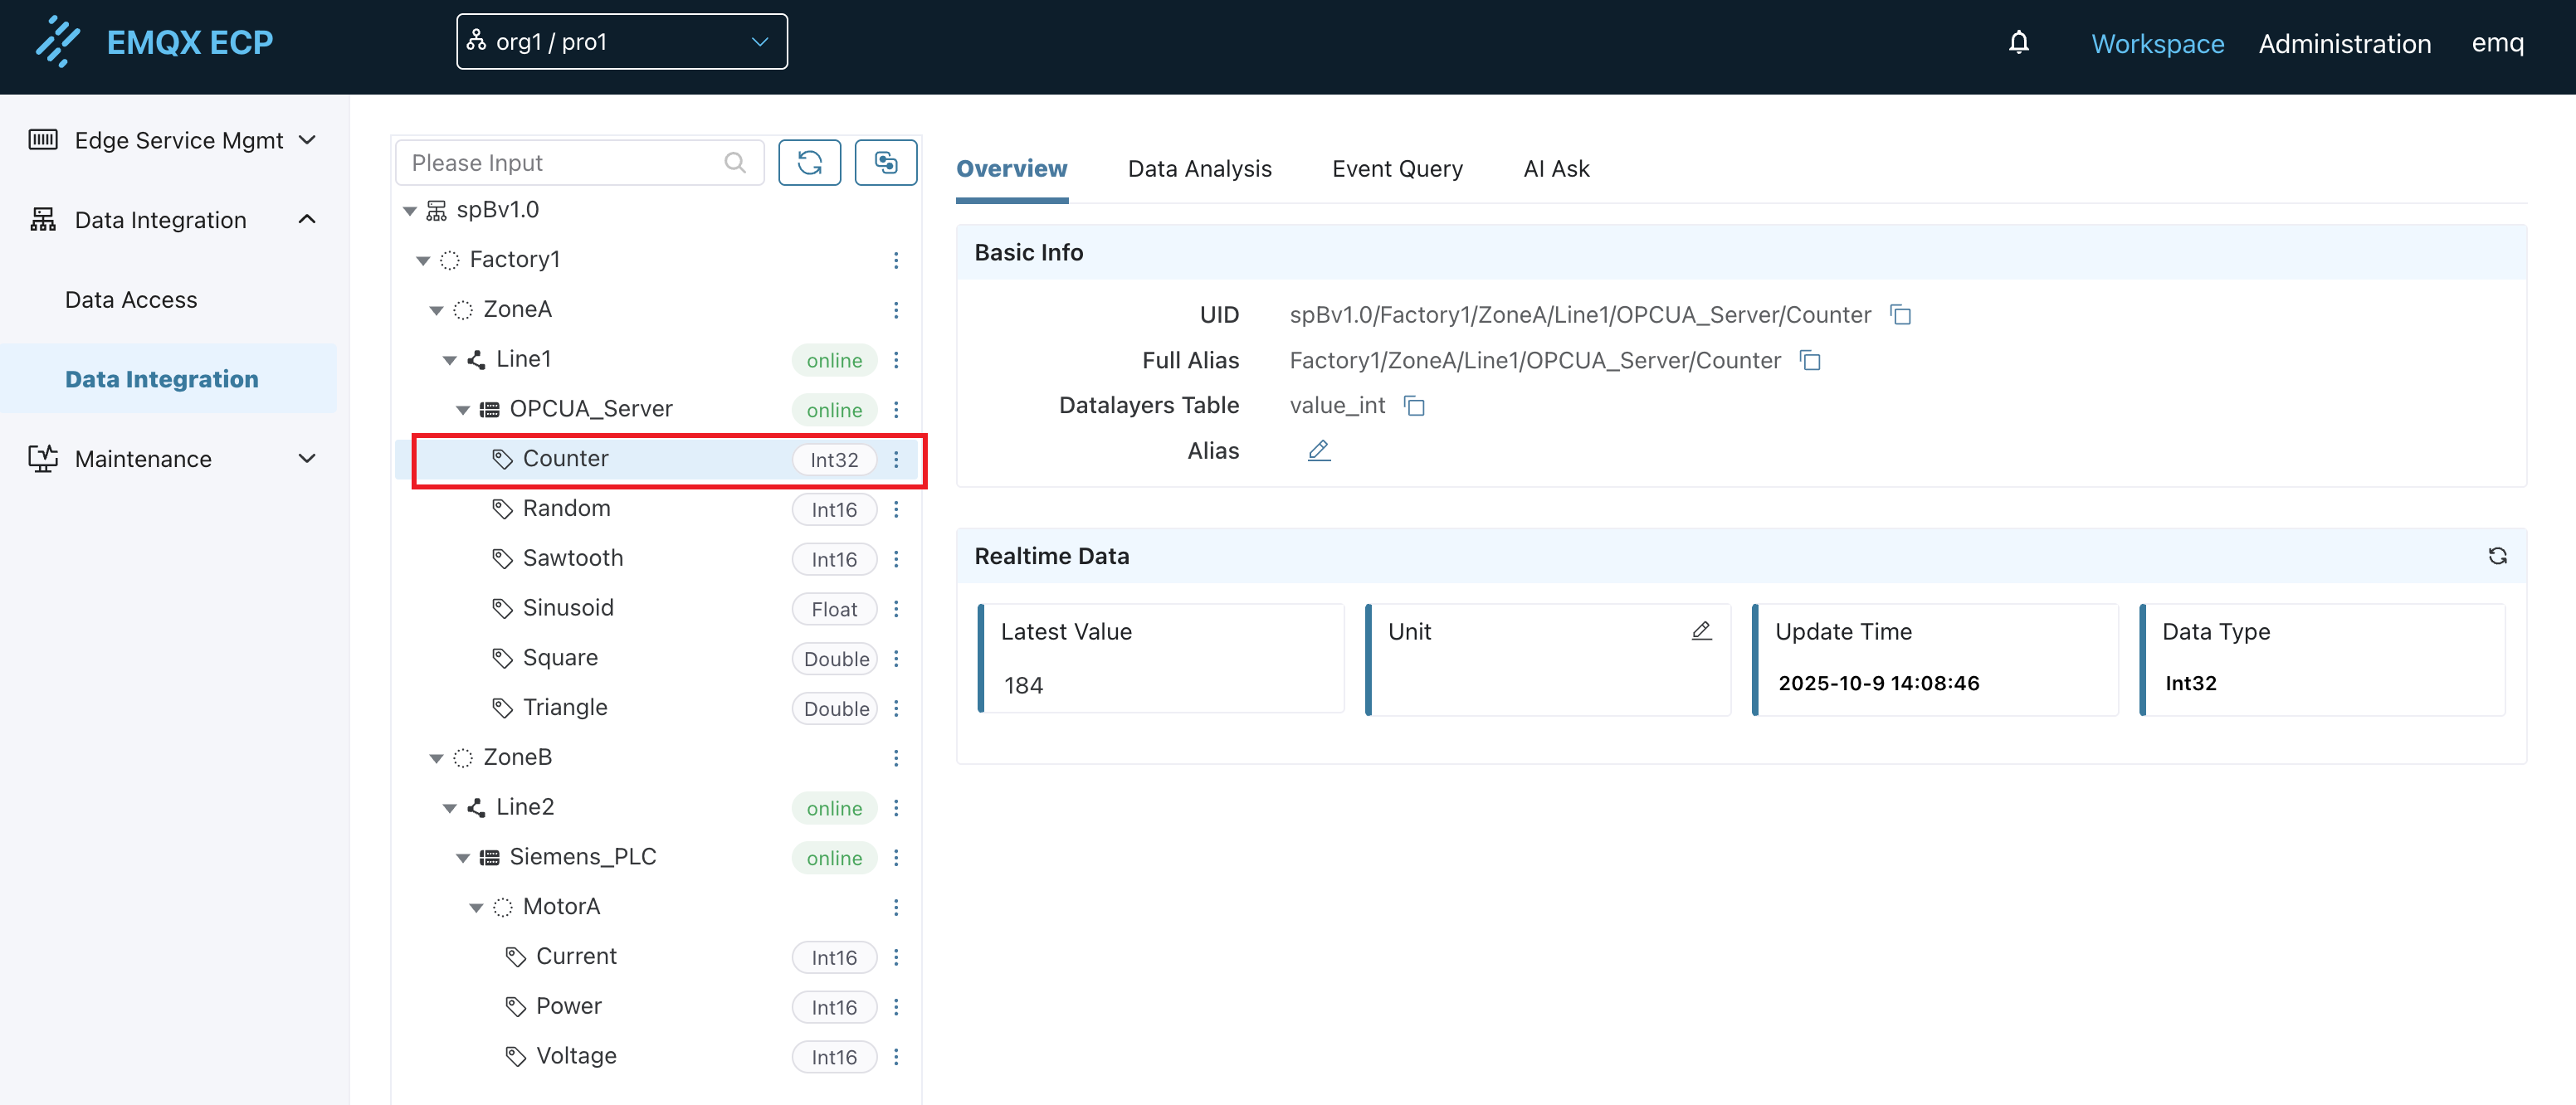 EMQX ECP
org1 / pro1
Workspace
Administration
emq
Edge Service Mgmt
Data Integration
Data Access
Data Integration
Maintenance
Please Input
spBv1.0
Factory1
ZoneA
Line1 online
OPCUA_Server online
Counter Int32
Random Int16
Sawtooth Int16
Sinusoid Float
Square Double
Triangle Double
ZoneB
Line2 online
Siemens_PLC online
MotorA
Current Int16
Power Int16
Voltage Int16
Overview
Data Analysis
Event Query
AI Ask
Basic Info
UID spBv1.0/Factory1/ZoneA/Line1/OPCUA_Server/Counter
Full Alias Factory1/ZoneA/Line1/OPCUA_Server/Counter
Datalayers Table value_int
Alias
Realtime Data
Latest Value
184
Unit
Update Time
2025-10-9 14:08:46
Data Type
Int32